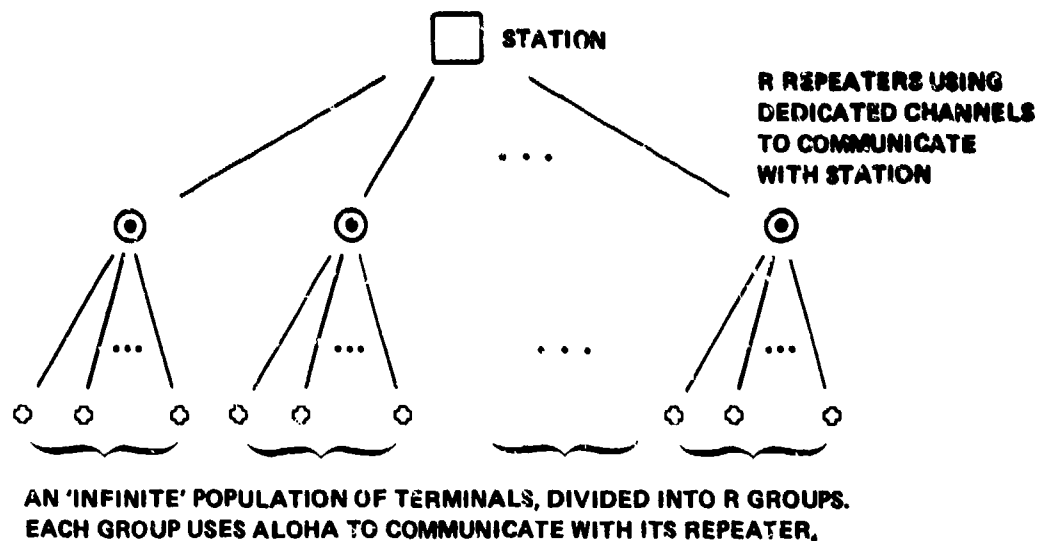 STATION
R REPEATERS USING
DEDICATED CHANNELS
TO COMMUNICATE
WITH STATION
AN 'INFINITE' POPULATION OF TERMINALS, DIVIDED INTO R GROUPS.
EACH GROUP USES ALOHA TO COMMUNICATE WITH ITS REPEATER,